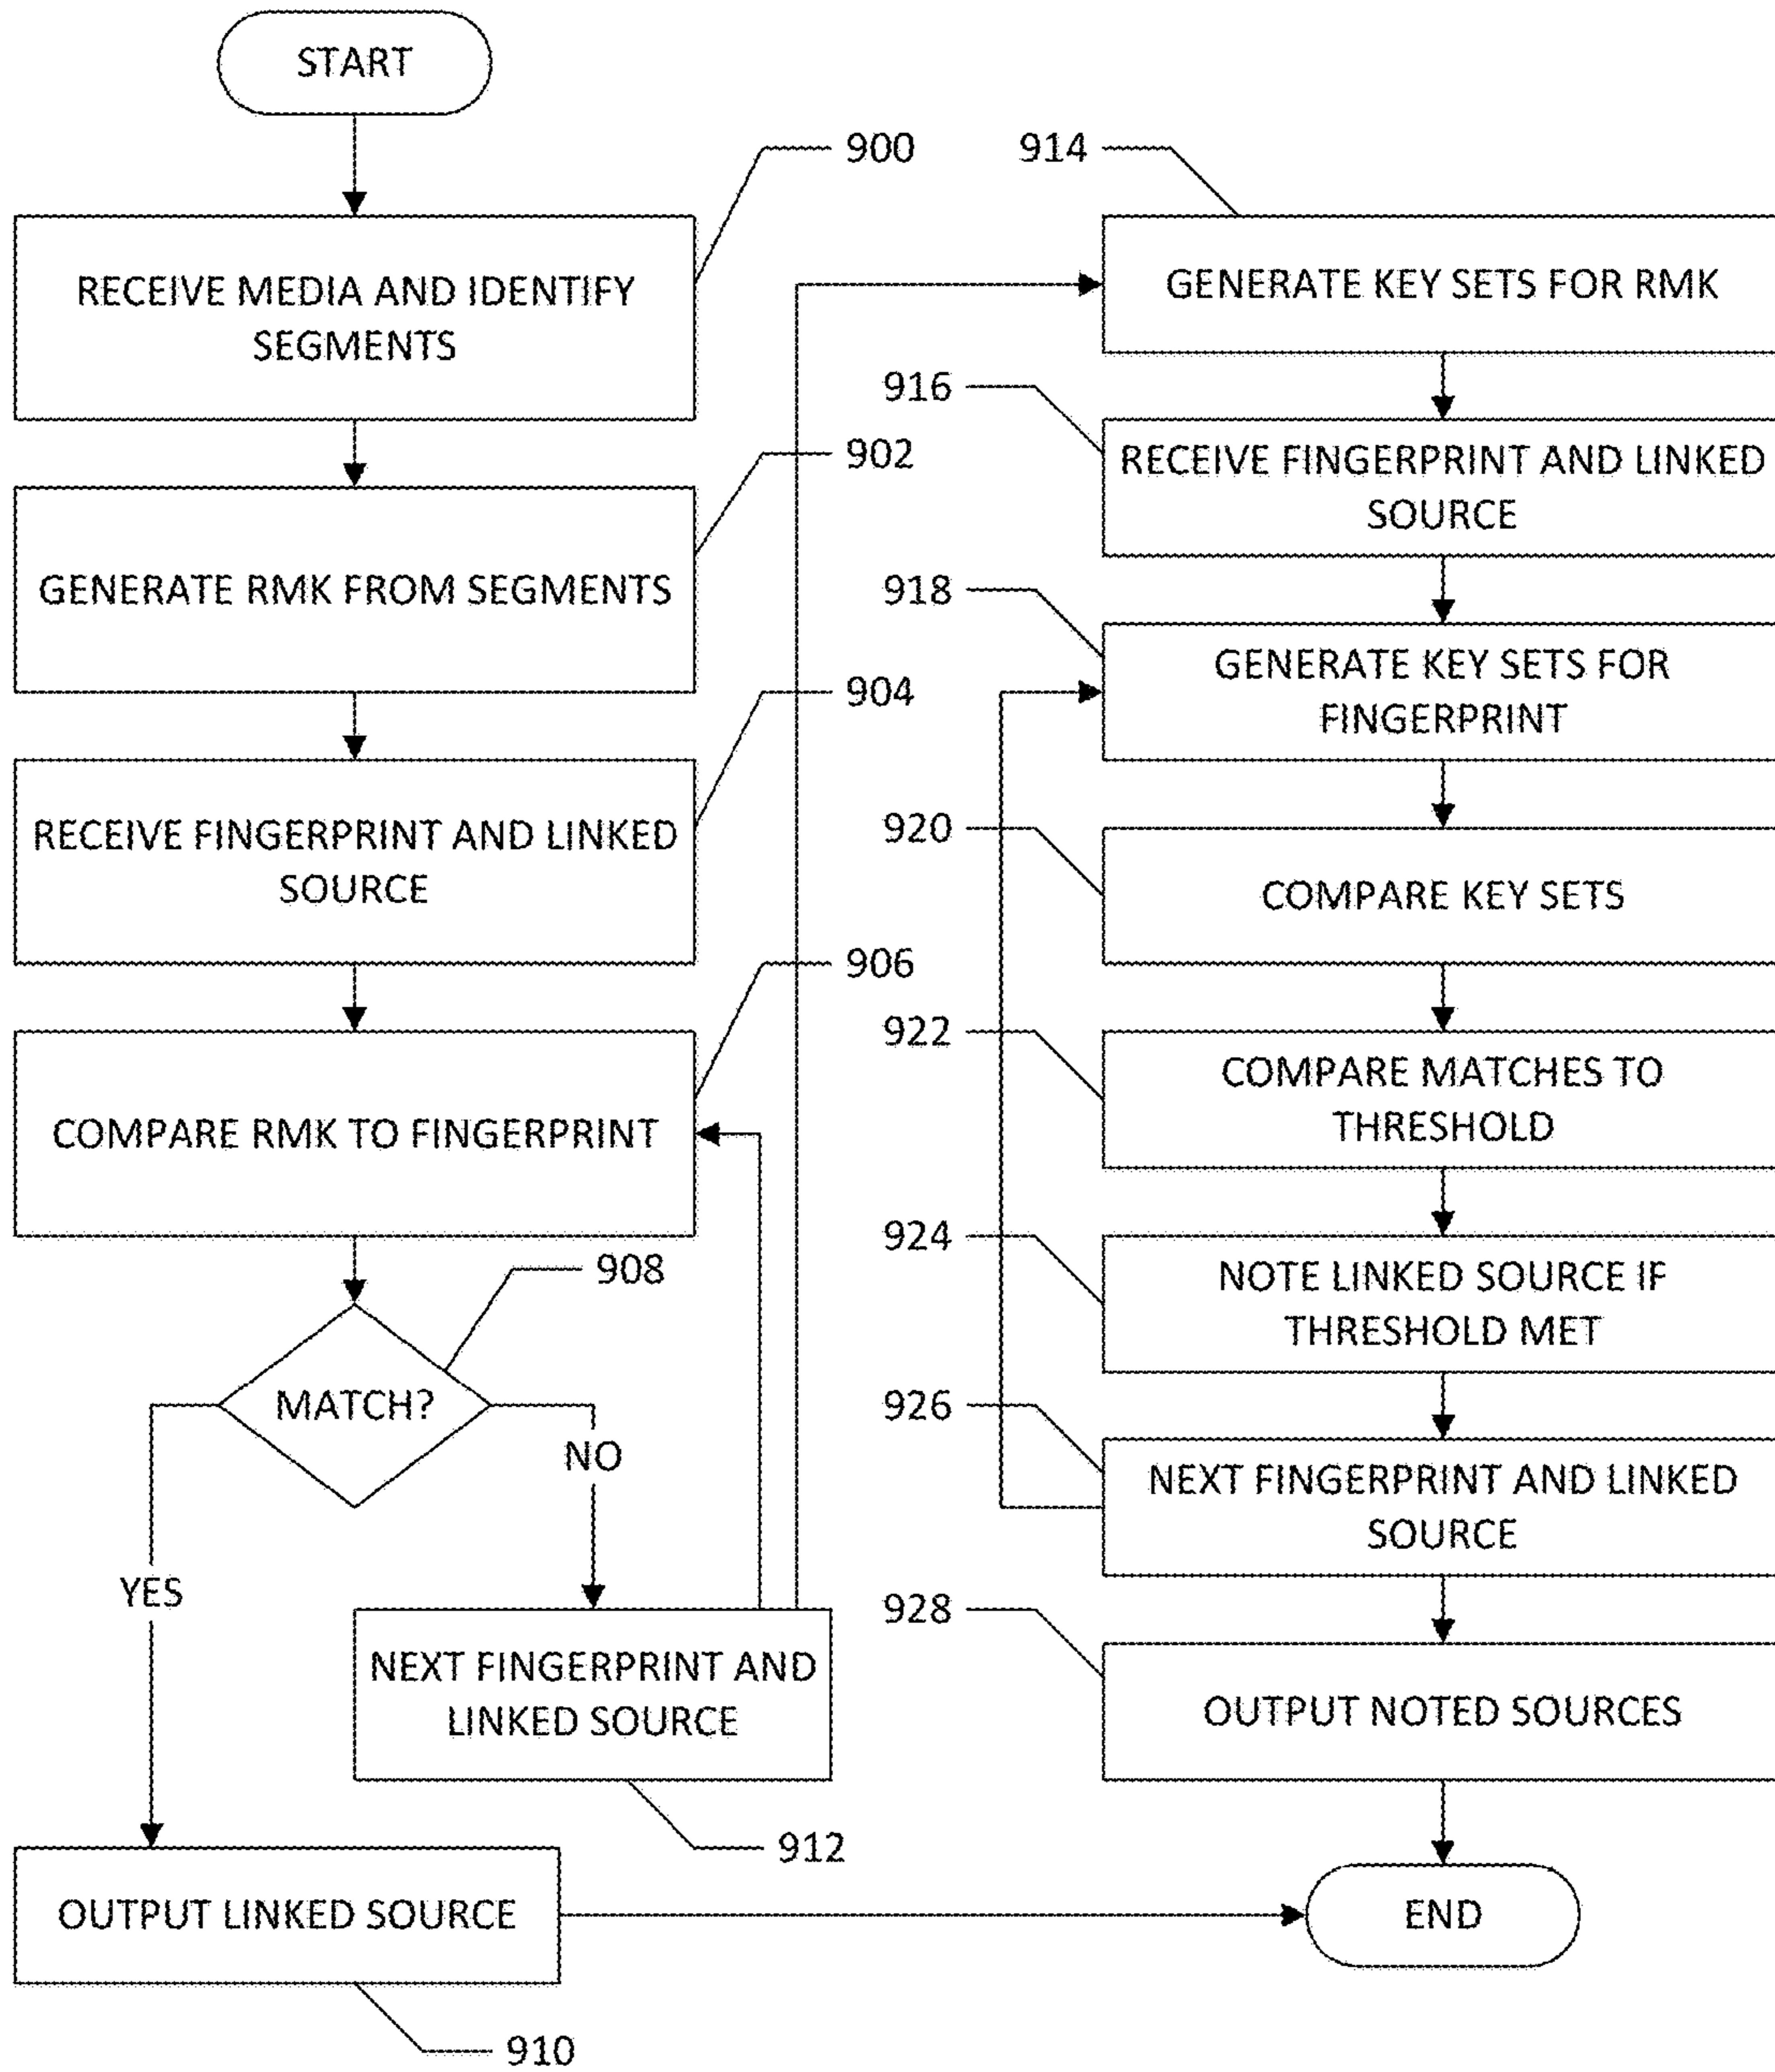 START
900
RECEIVE MEDIA AND IDENTIFY
SEGMENTS
902
GENERATE RMK FROM SEGMENTS
904
RECEIVE FINGERPRINT AND LINKED
SOURCE
906
COMPARE RMK TO FINGERPRINT
908
MATCH?
NO
YES
NEXT FINGERPRINT AND
LINKED SOURCE
912
OUTPUT LINKED SOURCE
910
914
GENERATE KEY SETS FOR RMK
916
RECEIVE FINGERPRINT AND LINKED
SOURCE
918
GENERATE KEY SETS FOR
FINGERPRINT
920
COMPARE KEY SETS
922
COMPARE MATCHES TO
THRESHOLD
924
NOTE LINKED SOURCE IF
THRESHOLD MET
926
NEXT FINGERPRINT AND LINKED
SOURCE
928
OUTPUT NOTED SOURCES
END